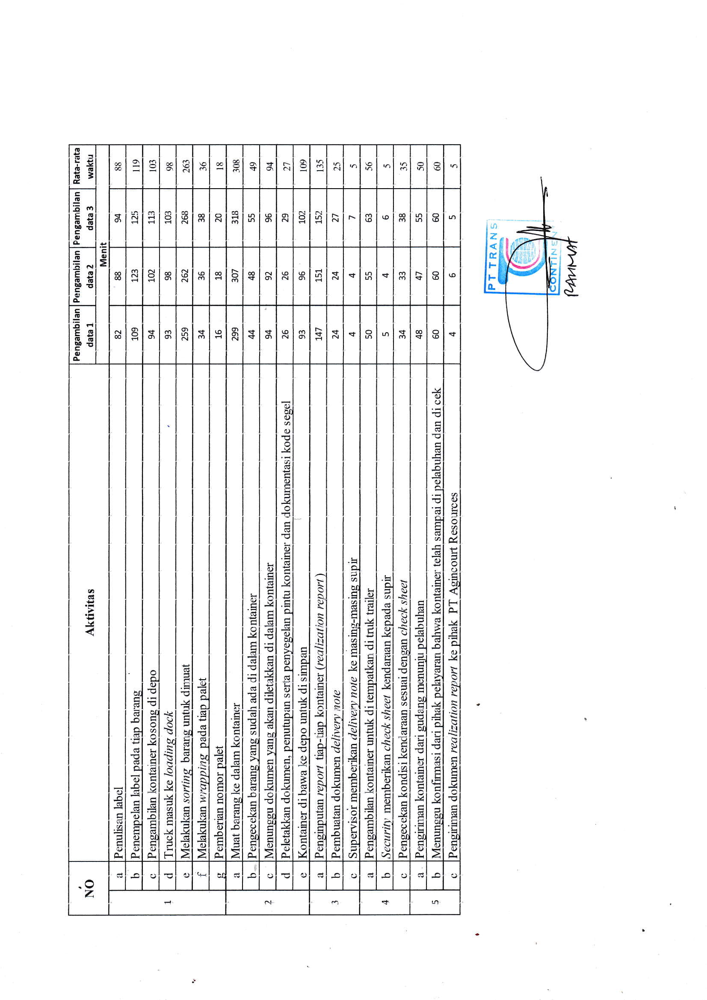 NO Aktivitas Pengambilan data 1 Pengambilan data 2 Pengambilan data 3 Rata-rata waktu
Menit
1 a Penulisan label 82 88 94 88
b Penempelan label pada tiap barang 109 123 125 119
c Pengambilan kontainer kosong di depo 94 102 113 103
d Truck masuk ke loading dock 93 98 103 98
e Melakukan sorting barang untuk dimuat 259 262 268 263
f Melakukan wrapping pada tiap palet 34 36 38 36
g Pemberian nomor palet 16 18 20 18
2 a Muat barang ke dalam kontainer 299 307 318 308
b Pengecekan barang yang sudah ada di dalam kontainer 44 48 55 49
c Menunggu dokumen yang akan diletakkan di dalam kontainer 94 92 96 94
d Peletakkan dokumen, penutupan serta penyegelan pintu kontainer dan dokumentasi kode segel 26 26 29 27
e Kontainer di bawa ke depo untuk di simpan 93 96 102 109
3 a Penginputan report tiap-tiap kontainer (realization report) 147 151 152 135
b Pembuatan dokumen delivery note 24 24 27 25
c Supervisor memberikan delivery note ke masing-masing supir 4 4 7 5
4 a Pengambilan kontainer untuk di tempatkan di truk trailer 50 55 63 56
b Security memberikan check sheet kendaraan kepada supir 5 4 6 5
c Pengecekan kondisi kendaraan sesuai dengan check sheet 34 33 38 35
5 a Pengiriman kontainer dari gudang menunju pelabuhan 48 47 55 50
b Menunggu konfirmasi dari pihak pelayaran bahwa kontainer telah sampai di pelabuhan dan di cek 60 60 60 60
c Pengiriman dokumen realization report ke pihak PT Agincourt Resources 4 6 5 5
PT TRANS
CONTINENT
RAHMAT